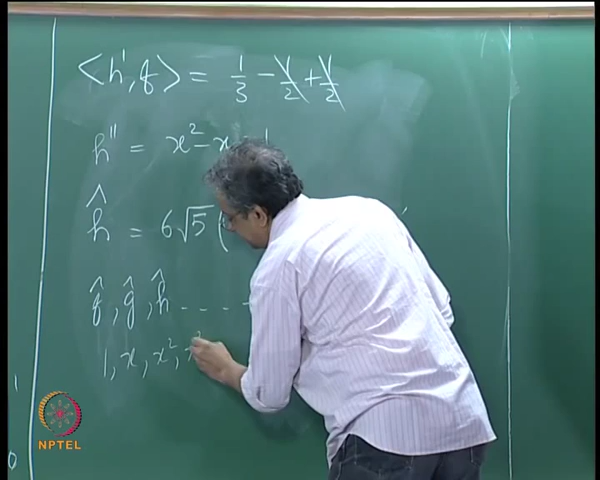 <h', f> = 1/3 - 1/2 + 1/2
h'' = x² - x
ĥ = 6√5 (
f̂, ĝ, ĥ - - - -
1, x, x²,
NPTEL